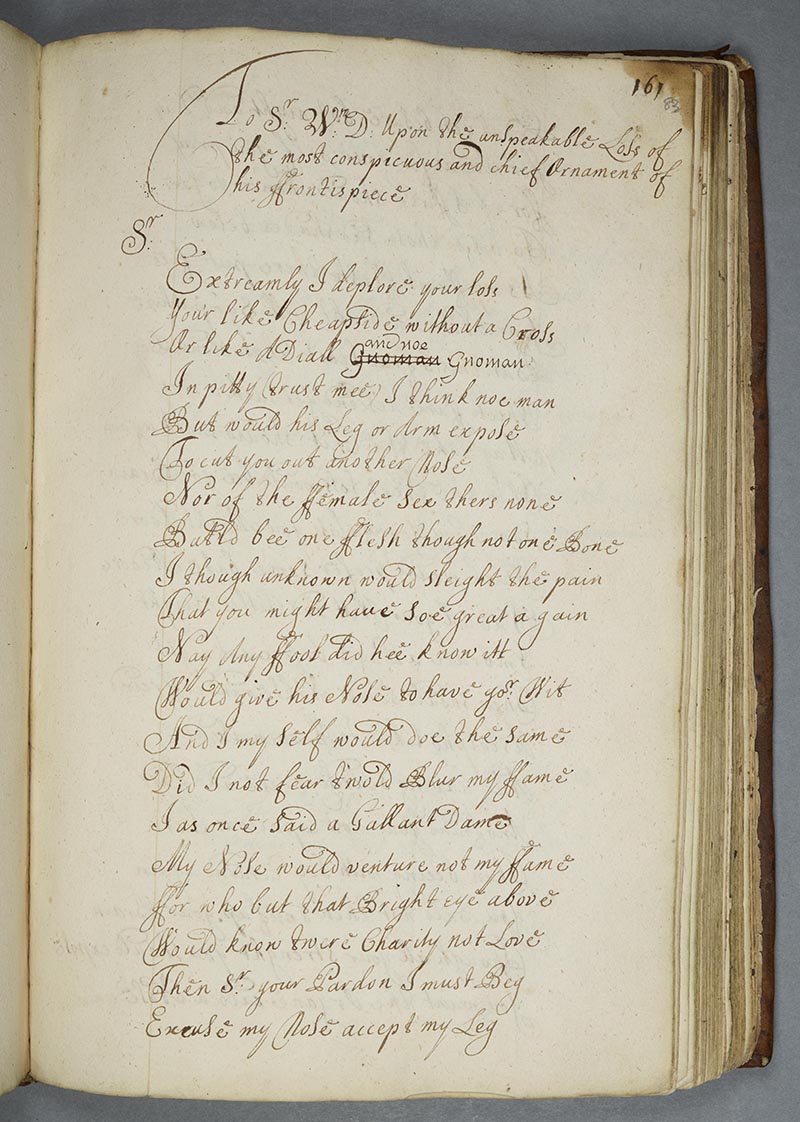 161
83
To Sr. Wm. D. Upon the unspeakable Loss of
the most conspicuous and chief Ornament of
his ffrontispiece
Sr.
Extreamly I deplore your loss
Your like Cheapside without a Cross
Or like A Diall and noe Gnoman Gnoman
In pitty (trust mee) I think noe man
But would his Leg or Arm expose
To cut you out another Nose
Nor of the ffemale sex thers none
But'ld bee one fflesh though not one Bone
I though unknown would sleight the pain
That you might have soe great a gain
Nay Any ffool did hee know itt
Would give his Nose to have yor. Wit
And I my self would doe the same
Did I not fear t'wold Blur my ffame
I as once said a Gallant Dame
My Nose would venture not my ffame
ffor who but that Bright eye above
Would know twere Charity not Love
Then Sr. your Pardon I must Beg
Excuse my Nose accept my Leg